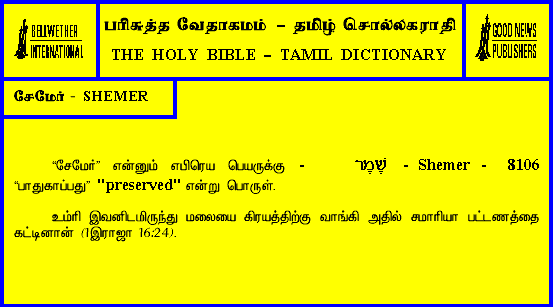 BELLWETHER
INTERNATIONAL
பரிசுத்த வேதாகமம் – தமிழ் சொல்லகராதி
THE HOLY BIBLE – TAMIL DICTIONARY
GOOD NEWS
PUBLISHERS
சேமேர் - SHEMER
“சேமேர்” என்னும் எபிரெய பெயருக்கு - שֶׁמֶר - Shemer - 8106
“பாதுகாப்பது” "preserved" என்று பொருள்.
உம்ரி இவனிடமிருந்து மலையை கிரயத்திற்கு வாங்கி அதில் சமாரியா பட்டணத்தை
கட்டினான் (1இராஜா 16:24).